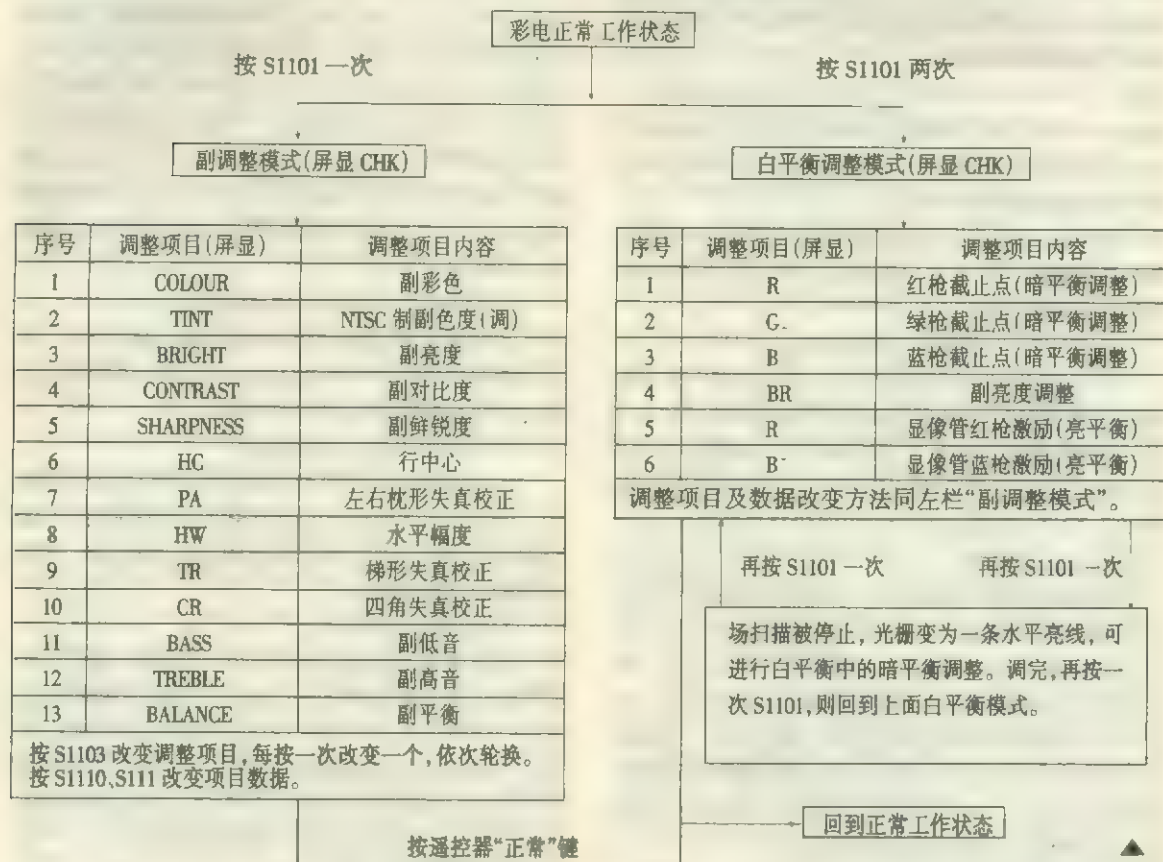 彩电正常工作状态
按 S1101 一次
按 S1101 两次
副调整模式(屏显 CHK)
序号 调整项目(屏显) 调整项目内容
1 COLOUR 副彩色
2 TINT NTSC 制副色度(调)
3 BRIGHT 副亮度
4 CONTRAST 副对比度
5 SHARPNESS 副鲜锐度
6 HC 行中心
7 PA 左右枕形失真校正
8 HW 水平幅度
9 TR 梯形失真校正
10 CR 四角失真校正
11 BASS 副低音
12 TREBLE 副高音
13 BALANCE 副平衡
按 S1103 改变调整项目,每按一次改变一个,依次轮换。
按 S1110、S111 改变项目数据。
白平衡调整模式(屏显 CHK)
序号 调整项目(屏显) 调整项目内容
1 R 红枪截止点(暗平衡调整)
2 G 绿枪截止点(暗平衡调整)
3 B 蓝枪截止点(暗平衡调整)
4 BR 副亮度调整
5 R 显像管红枪激励(亮平衡)
6 B 显像管蓝枪激励(亮平衡)
调整项目及数据改变方法同左栏“副调整模式”。
再按 S1101 一次
再按 S1101 一次
场扫描被停止,光栅变为一条水平亮线,可
进行白平衡中的暗平衡调整。调完,再按一
次 S1101,则回到上面白平衡模式。
回到正常工作状态
按遥控器“正常”键